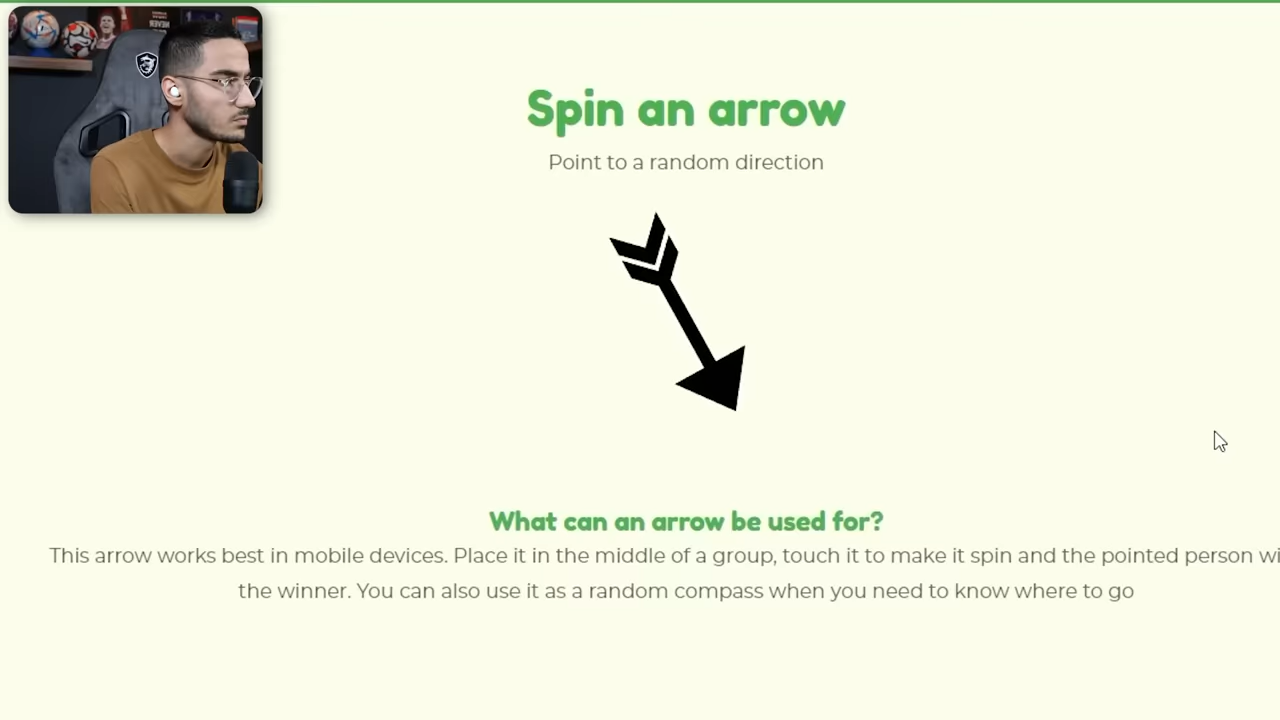 NEVER
Spin an arrow
Point to a random direction
What can an arrow be used for?
This arrow works best in mobile devices. Place it in the middle of a group, touch it to make it spin and the pointed person wi
the winner. You can also use it as a random compass when you need to know where to go